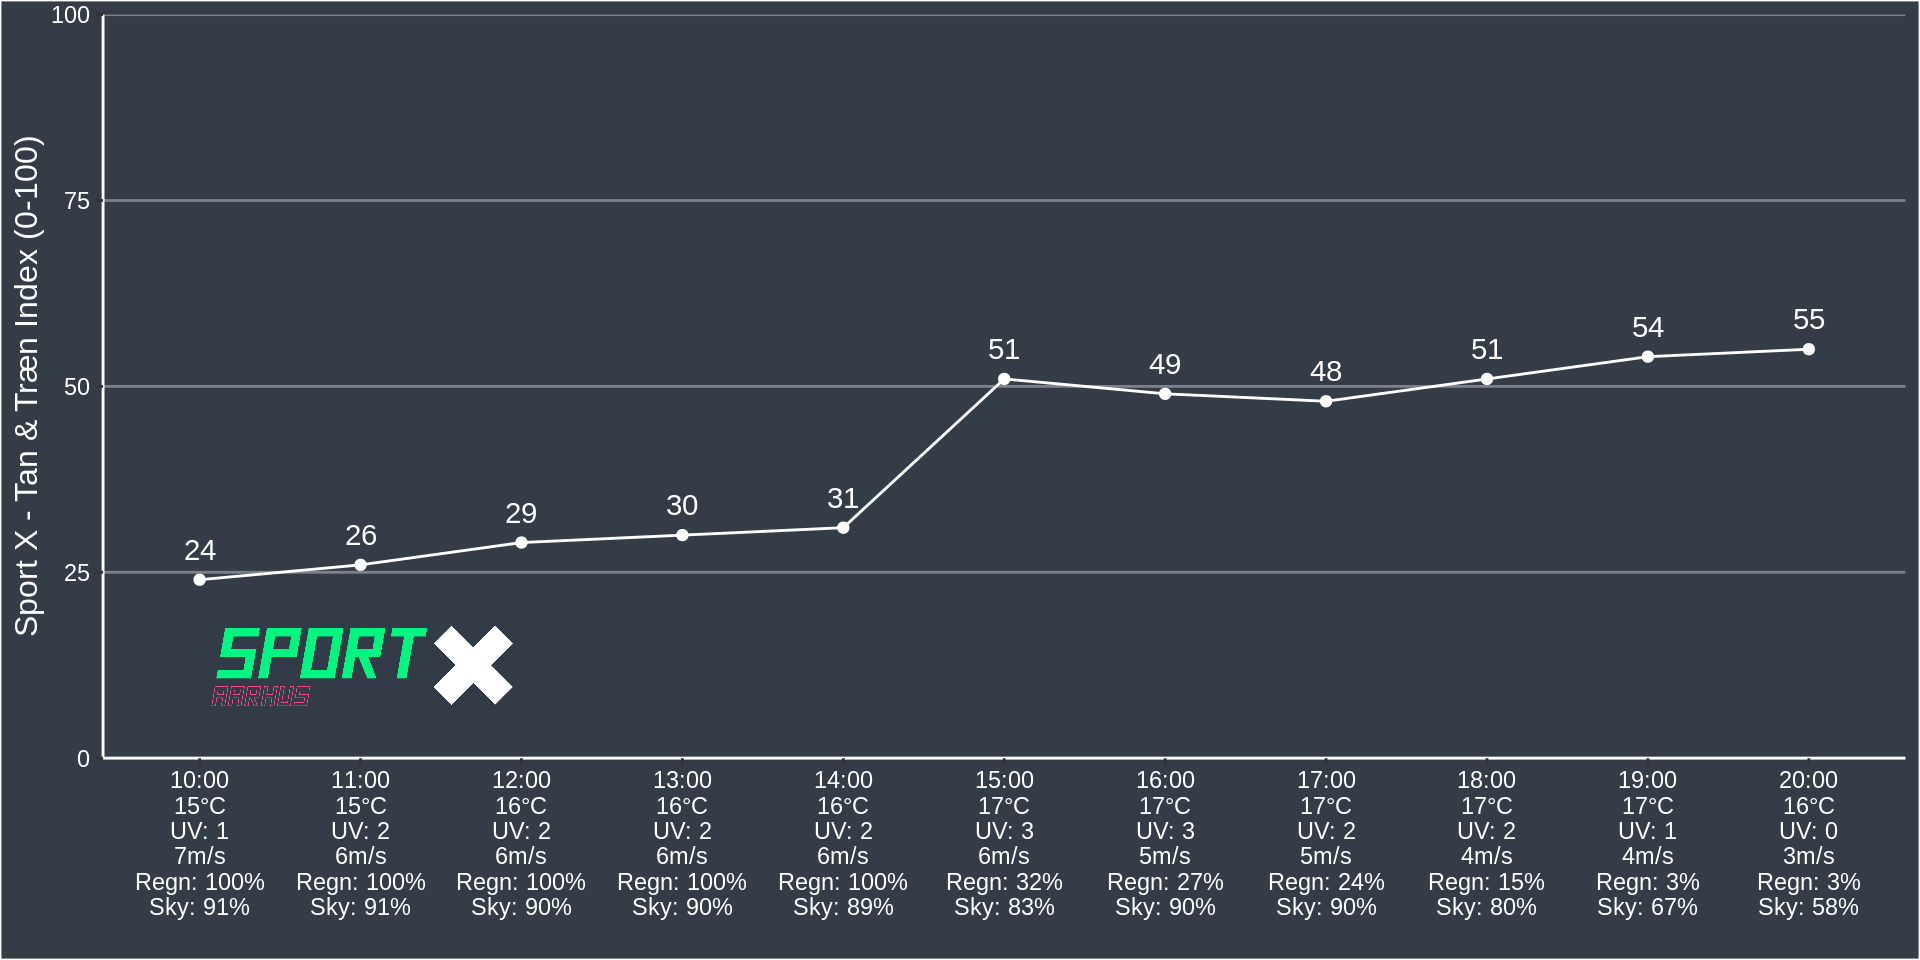 Sport X - Tan & Træn Index (0-100)
100
75
50
25
0
24
26
29
30
31
51
49
48
51
54
55
SPORT X
AARHUS
10:00 11:00 12:00 13:00 14:00 15:00 16:00 17:00 18:00 19:00 20:00
15°C 15°C 16°C 16°C 16°C 17°C 17°C 17°C 17°C 17°C 16°C
UV: 1 UV: 2 UV: 2 UV: 2 UV: 2 UV: 3 UV: 3 UV: 2 UV: 2 UV: 1 UV: 0
7m/s 6m/s 6m/s 6m/s 6m/s 6m/s 5m/s 5m/s 4m/s 4m/s 3m/s
Regn: 100% Regn: 100% Regn: 100% Regn: 100% Regn: 100% Regn: 32% Regn: 27% Regn: 24% Regn: 15% Regn: 3% Regn: 3%
Sky: 91% Sky: 91% Sky: 90% Sky: 90% Sky: 89% Sky: 83% Sky: 90% Sky: 90% Sky: 80% Sky: 67% Sky: 58%